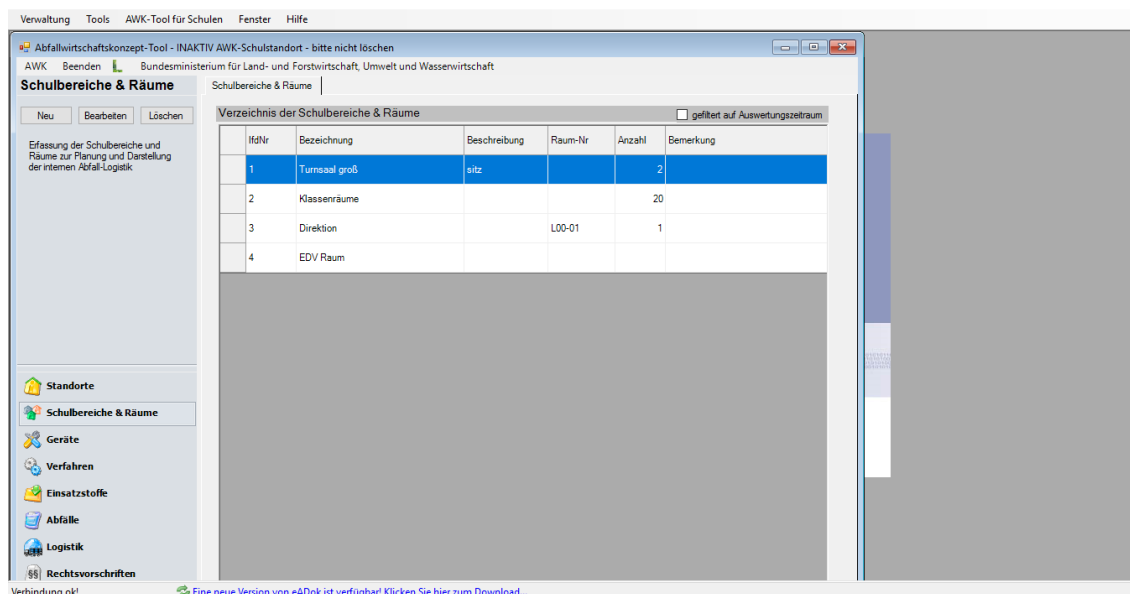 Verwaltung Tools AWK-Tool für Schulen Fenster Hilfe
Abfallwirtschaftskonzept-Tool - INAKTIV AWK-Schulstandort - bitte nicht löschen
AWK Beenden Bundesministerium für Land- und Forstwirtschaft, Umwelt und Wasserwirtschaft
Schulbereiche & Räume
Schulbereiche & Räume
Neu Bearbeiten Löschen
Erfassung der Schulbereiche und
Räume zur Planung und Darstellung
der internen Abfall-Logistik
Verzeichnis der Schulbereiche & Räume gefiltert auf Auswertungszeitraum
lfdNr Bezeichnung Beschreibung Raum-Nr Anzahl Bemerkung
1 Turnsaal groß sitz 2
2 Klassenräume 20
3 Direktion L00-01 1
4 EDV Raum
Standorte
Schulbereiche & Räume
Geräte
Verfahren
Einsatzstoffe
Abfälle
Logistik
§§ Rechtsvorschriften
Verbindung ok! Eine neue Version von eADok ist verfügbar! Klicken Sie hier zum Download...